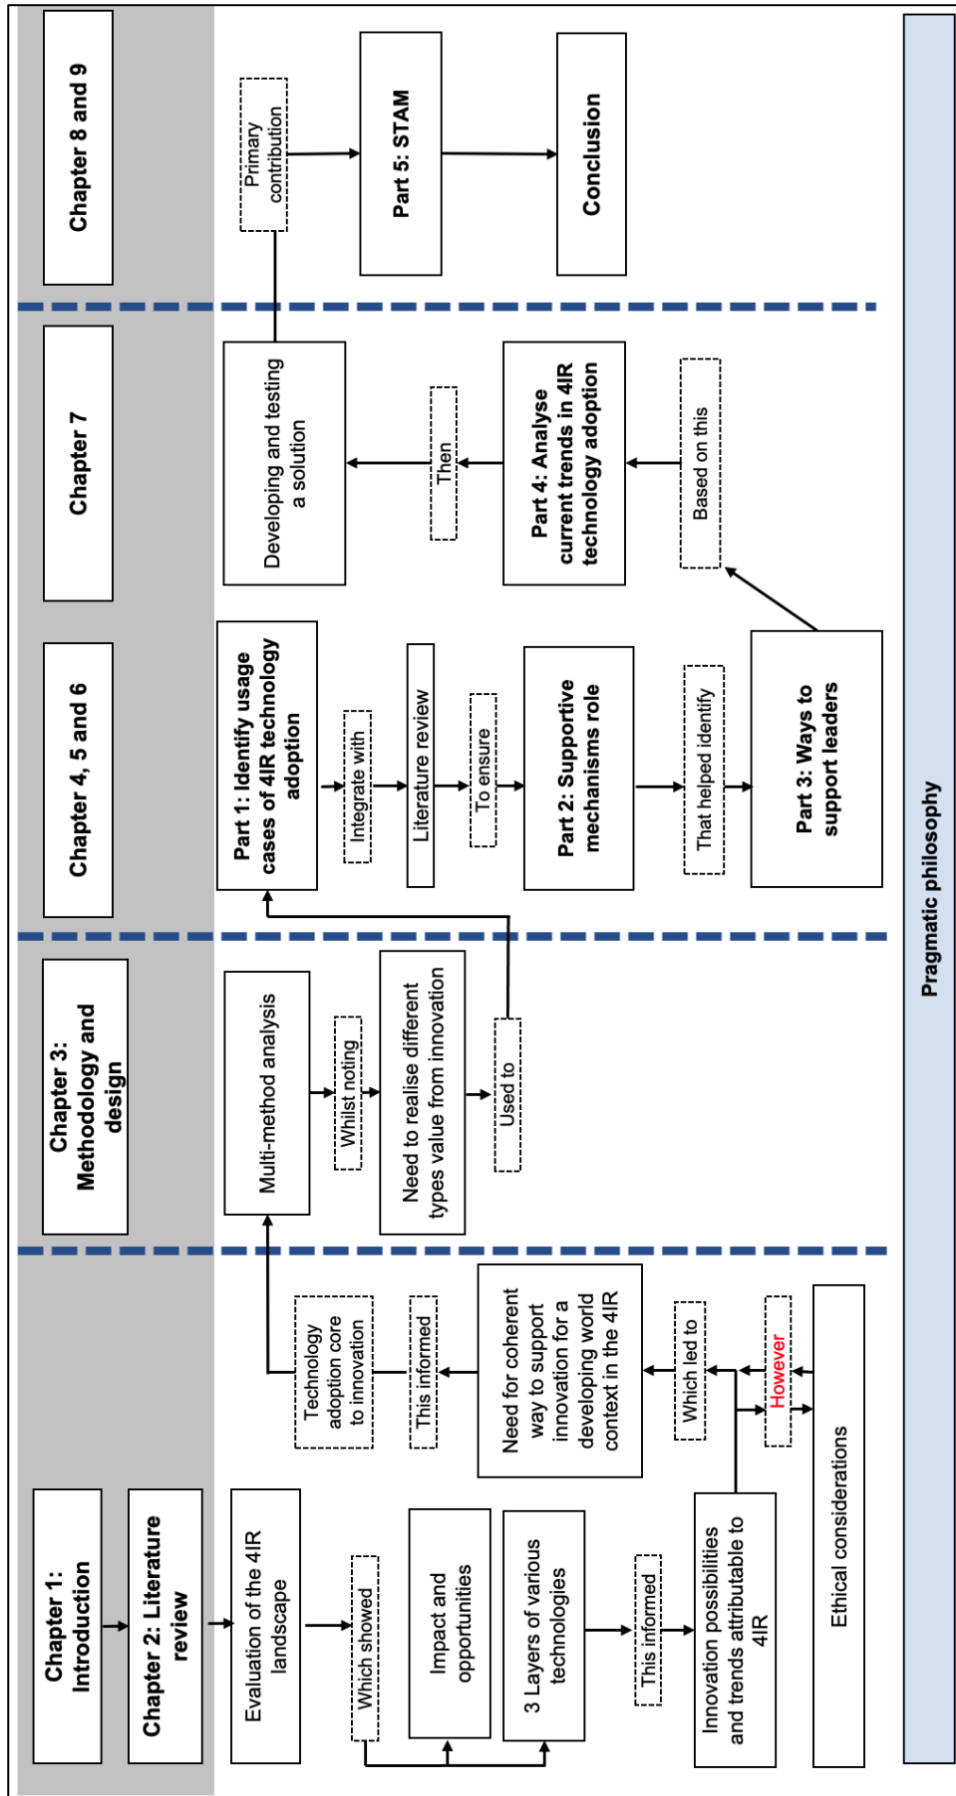 Chapter 1:
Introduction
Chapter 2: Literature
review
Evaluation of the 4IR
landscape
Which showed
Impact and
opportunities
3 Layers of various
technologies
This informed
Innovation possibilities
and trends attributable to
4IR
Ethical considerations
However
Which led to
Need for coherent
way to support
innovation for a
developing world
context in the 4IR
This informed
Technology
adoption core
to innovation
Chapter 3:
Methodology and
design
Multi-method analysis
Whilst noting
Need to realise different
types value from innovation
Used to
Chapter 4, 5 and 6
Part 1: Identify usage
cases of 4IR technology
adoption
Integrate with
Literature review
To ensure
Part 2: Supportive
mechanisms role
That helped identify
Part 3: Ways to
support leaders
Chapter 7
Developing and testing
a solution
Then
Part 4: Analyse
current trends in 4IR
technology adoption
Based on this
Chapter 8 and 9
Primary
contribution
Part 5: STAM
Conclusion
Pragmatic philosophy